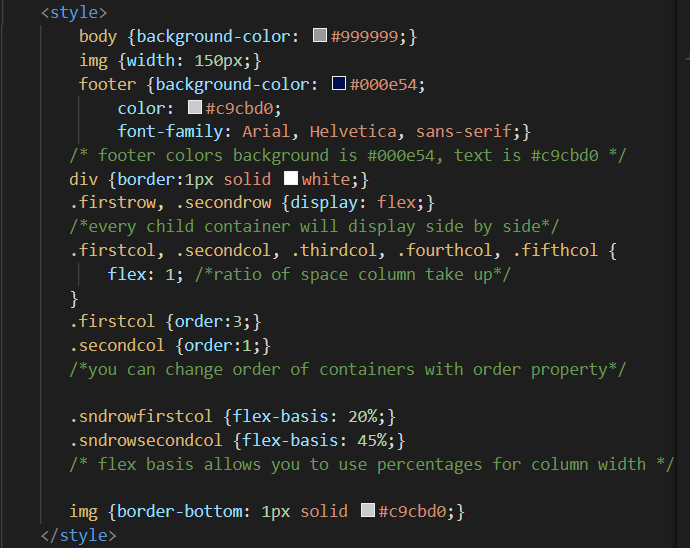 <style>
body {background-color: #999999;}
img {width: 150px;}
footer {background-color: #000e54;
color: #c9cbd0;
font-family: Arial, Helvetica, sans-serif;}
/* footer colors background is #000e54, text is #c9cbd0 */
div {border:1px solid white;}
.firstrow, .secondrow {display: flex;}
/*every child container will display side by side*/
.firstcol, .secondcol, .thirdcol, .fourthcol, .fifthcol {
flex: 1; /*ratio of space column take up*/
}
.firstcol {order:3;}
.secondcol {order:1;}
/*you can change order of containers with order property*/
.sndrowfirstcol {flex-basis: 20%;}
.sndrowsecondcol {flex-basis: 45%;}
/* flex basis allows you to use percentages for column width */
img {border-bottom: 1px solid #c9cbd0;}
</style>